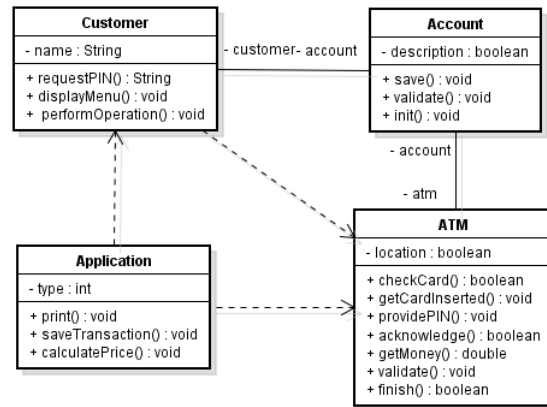 Customer
- name : String
+ requestPIN() : String
+ displayMenu() : void
+ performOperation() : void
- customer
- account
Account
- description : boolean
+ save() : void
+ validate() : void
+ init() : void
- account
- atm
Application
- type : int
+ print() : void
+ saveTransaction() : void
+ calculatePrice() : void
ATM
- location : boolean
+ checkCard() : boolean
+ getCardInserted() : void
+ providePIN() : void
+ acknowledge() : boolean
+ getMoney() : double
+ validate() : void
+ finish() : boolean